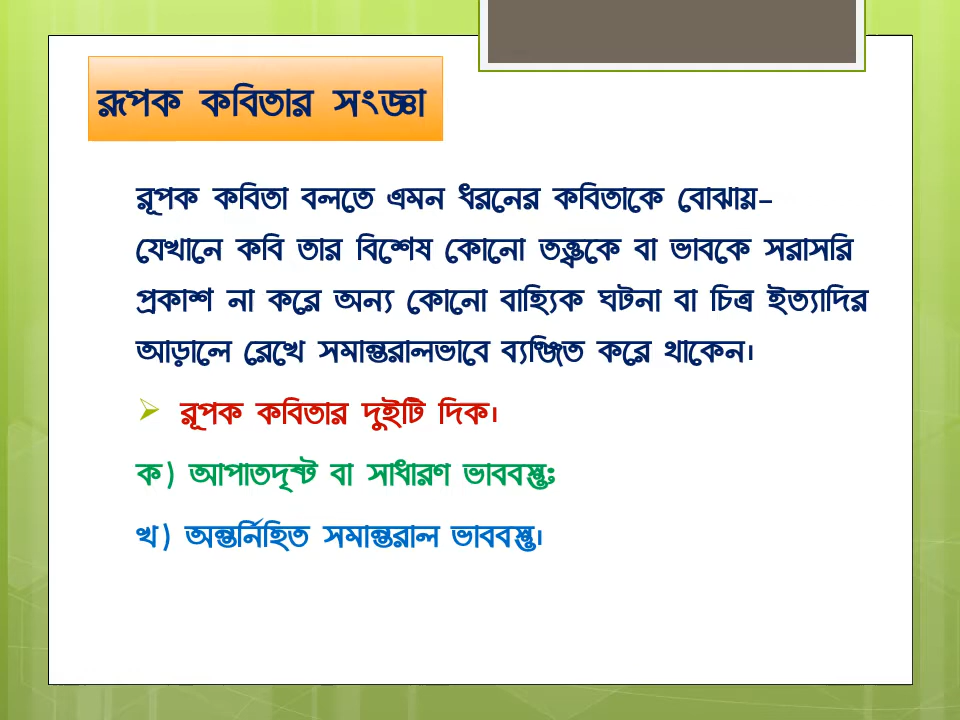 রূপক কবিতার সংজ্ঞা
রূপক কবিতা বলতে এমন ধরনের কবিতাকে বোঝায়-
যেখানে কবি তার বিশেষ কোনো তত্ত্বকে বা ভাবকে সরাসরি
প্রকাশ না করে অন্য কোনো বাহ্যিক ঘটনা বা চিত্র ইত্যাদির
আড়ালে রেখে সমান্তরালভাবে ব্যঞ্জিত করে থাকেন।
➢ রূপক কবিতার দুইটি দিক।
ক) আপাতদৃষ্ট বা সাধারণ ভাববস্তুঃ
খ) অন্তর্নিহিত সমান্তরাল ভাববস্তু।